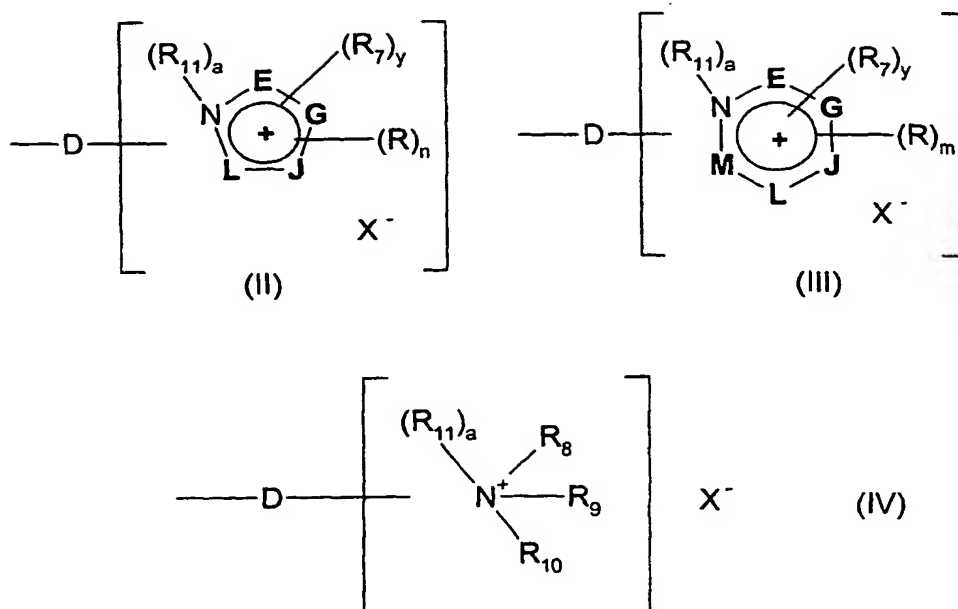 (R₁₁)ₐ (R₇)ᵧ
E
N G
—D— + —(R)ₙ
L J
X⁻
(II)
(R₁₁)ₐ (R₇)ᵧ
E
N G
—D— + —(R)ₘ
M J
L
X⁻
(III)
(R₁₁)ₐ R₈
—D— N⁺—R₉ X⁻ (IV)
R₁₀